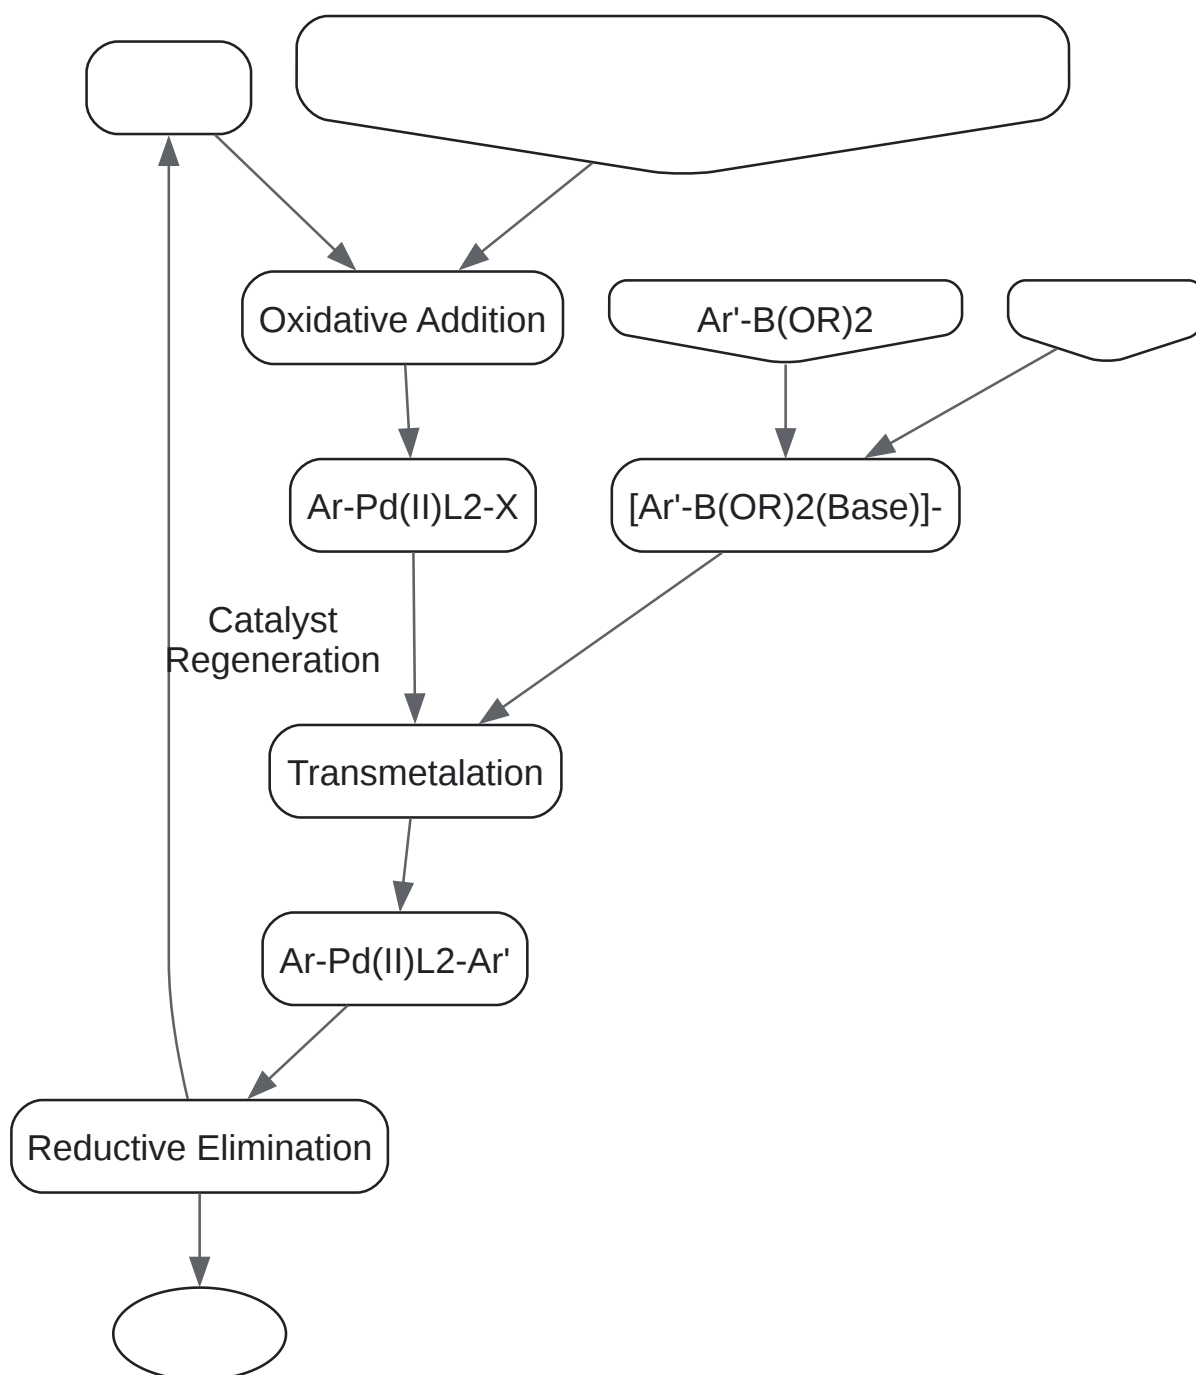 Oxidative Addition
Ar'-B(OR)2
Ar-Pd(II)L2-X
[Ar'-B(OR)2(Base)]-
Catalyst
Regeneration
Transmetalation
Ar-Pd(II)L2-Ar'
Reductive Elimination